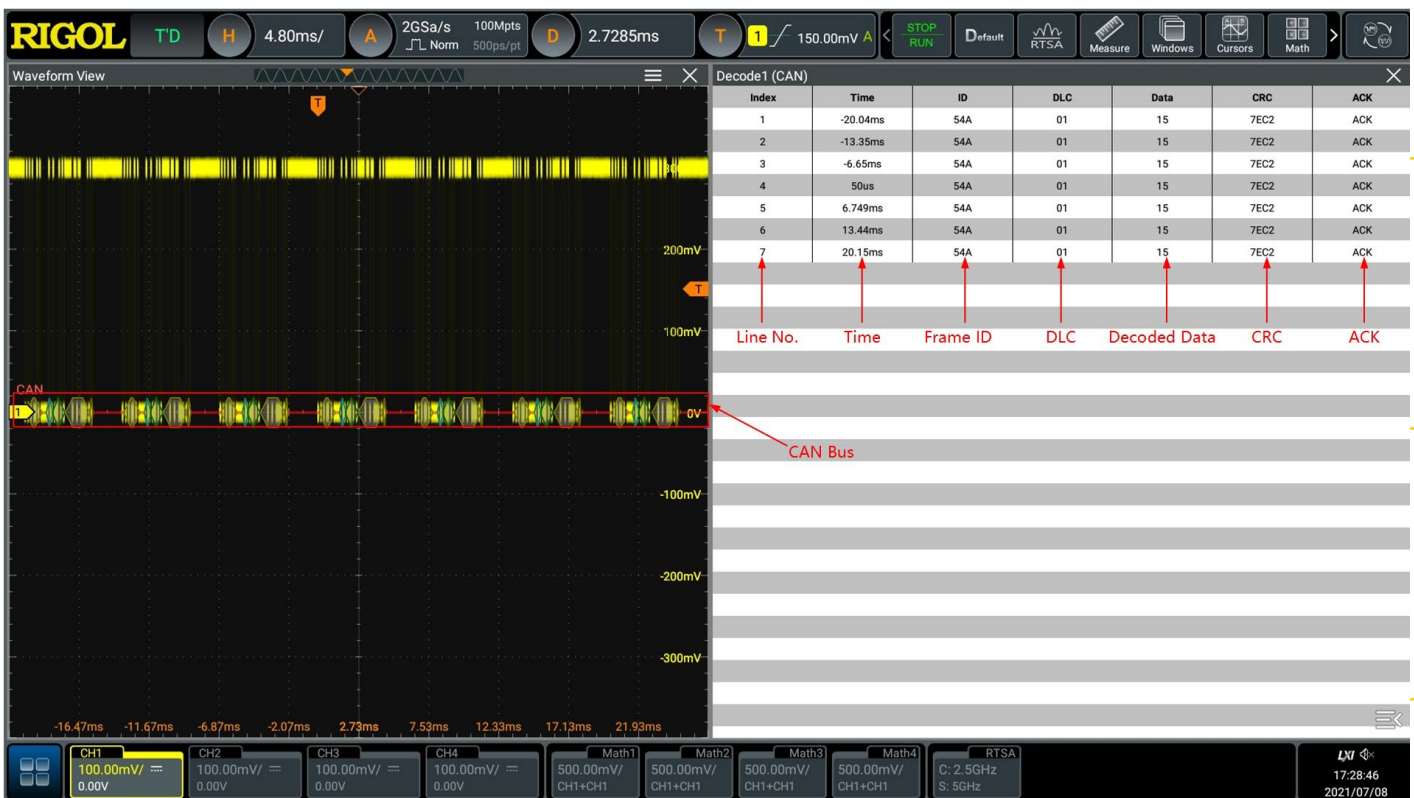 RIGOL T'D H 4.80ms/ A 2GSa/s 100Mpts D 2.7285ms T 1 150.00mV A < STOP Default RTSA Measure Windows Cursors Math >
Norm 500ps/pt RUN
Waveform View
T
200mV
T
100mV
CAN
1 0V
-100mV
-200mV
-300mV
-16.47ms -11.67ms -6.87ms -2.07ms 2.73ms 7.53ms 12.33ms 17.13ms 21.93ms
Decode1 (CAN)
Index Time ID DLC Data CRC ACK
1 -20.04ms 54A 01 15 7EC2 ACK
2 -13.35ms 54A 01 15 7EC2 ACK
3 -6.65ms 54A 01 15 7EC2 ACK
4 50us 54A 01 15 7EC2 ACK
5 6.749ms 54A 01 15 7EC2 ACK
6 13.44ms 54A 01 15 7EC2 ACK
7 20.15ms 54A 01 15 7EC2 ACK
Line No. Time Frame ID DLC Decoded Data CRC ACK
CAN Bus
CH1 CH2 CH3 CH4 Math1 Math2 Math3 Math4 RTSA LXI
100.00mV/ 100.00mV/ 100.00mV/ 100.00mV/ 500.00mV/ 500.00mV/ 500.00mV/ 500.00mV/ C: 2.5GHz 17:28:46
0.00V 0.00V 0.00V 0.00V CH1+CH1 CH1+CH1 CH1+CH1 CH1+CH1 S: 5GHz 2021/07/08